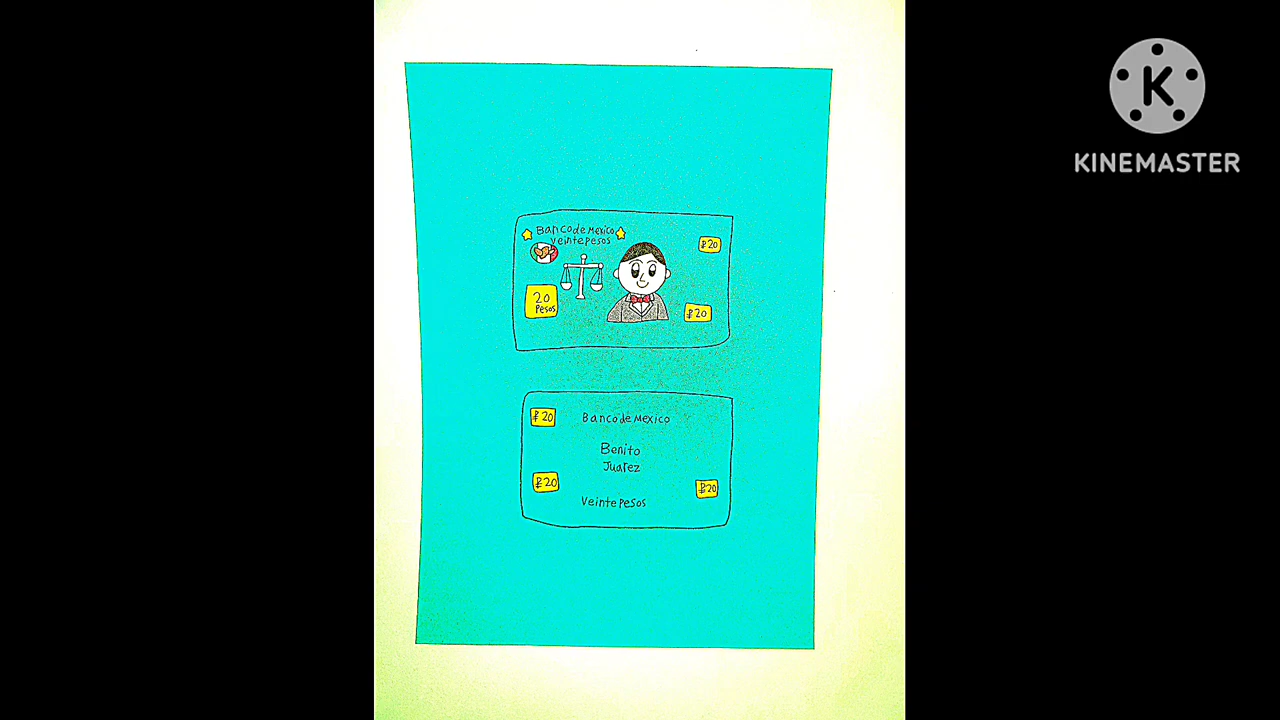 Banco de Mexico
veinte pesos
₽20
20
Pesos
₽20
₽20
Banco de Mexico
Benito
Juarez
₽20
₽20
Veinte pesos
K
KINEMASTER